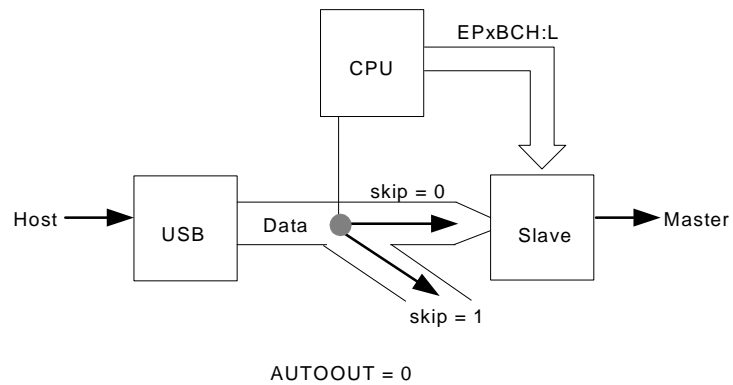 EPxBCH:L
CPU
skip = 0
Host
USB
Data
Slave
Master
skip = 1
AUTOOUT = 0